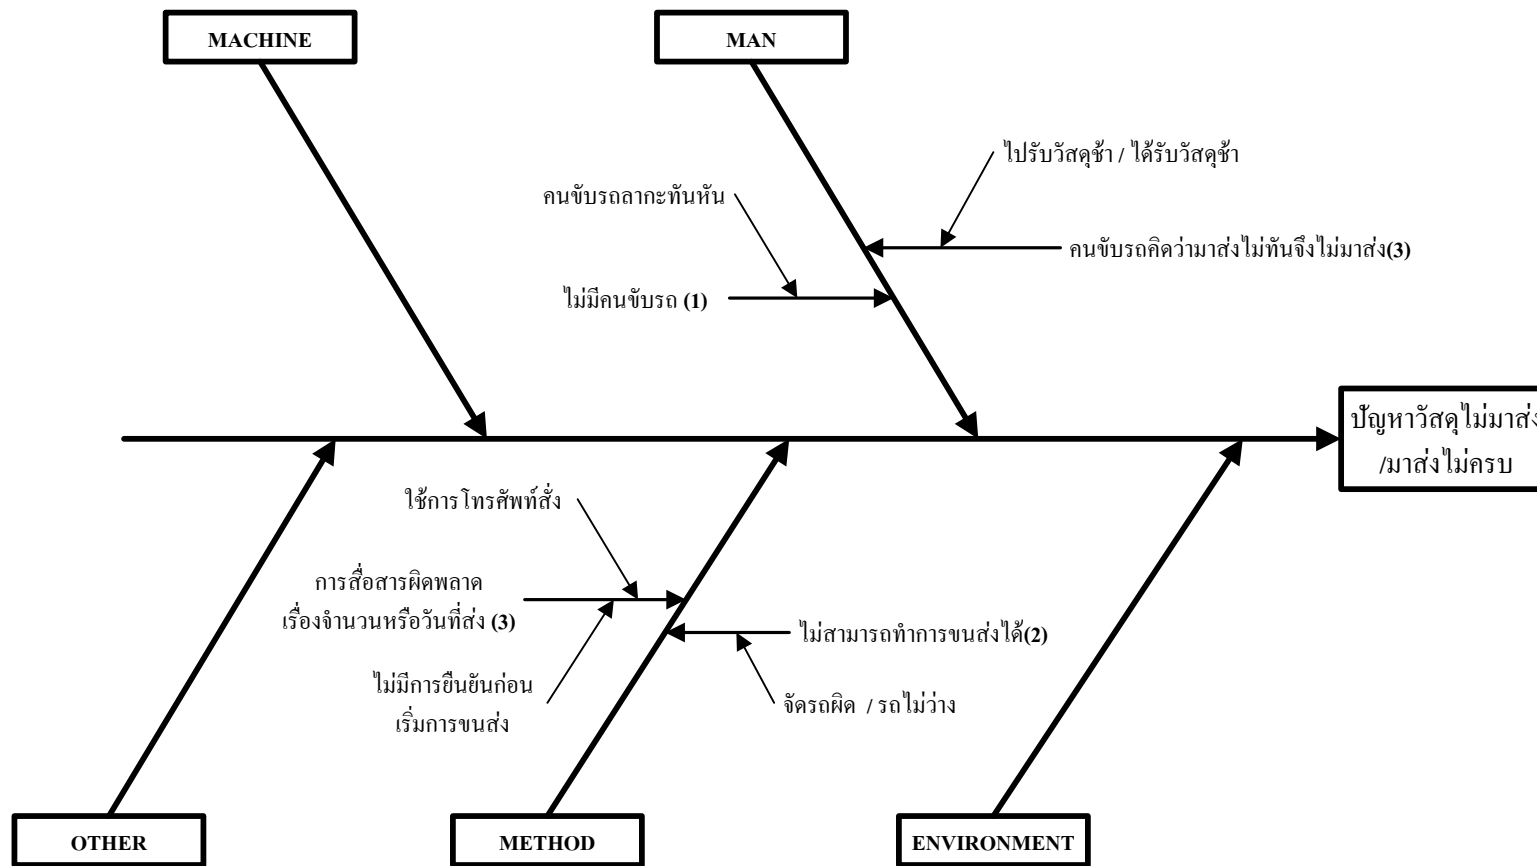 MACHINE
MAN
ไปรับวัสดุช้า / ได้รับวัสดุช้า
คนขับรถลากะทันหัน
คนขับรถคิดว่ามาส่งไม่ทันจึงไม่มาส่ง(3)
ไม่มีคนขับรถ (1)
ปัญหาวัสดุไม่มาส่ง
/มาส่งไม่ครบ
ใช้การโทรศัพท์สั่ง
การสื่อสารผิดพลาด
เรื่องจำนวนหรือวันที่ส่ง (3)
ไม่สามารถทำการขนส่งได้(2)
ไม่มีการยืนยันก่อน
เริ่มการขนส่ง
จัดรถผิด / รถไม่ว่าง
OTHER
METHOD
ENVIRONMENT